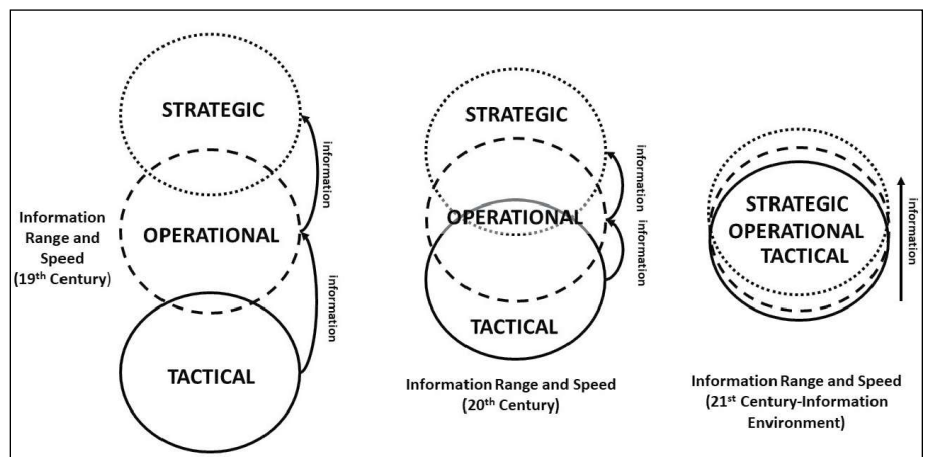 STRATEGIC
information
OPERATIONAL
Information
Range and
Speed
(19th Century)
information
TACTICAL
STRATEGIC
information
OPERATIONAL
information
TACTICAL
Information Range and Speed
(20th Century)
STRATEGIC
OPERATIONAL
TACTICAL
information
Information Range and Speed
(21st Century-Information
Environment)